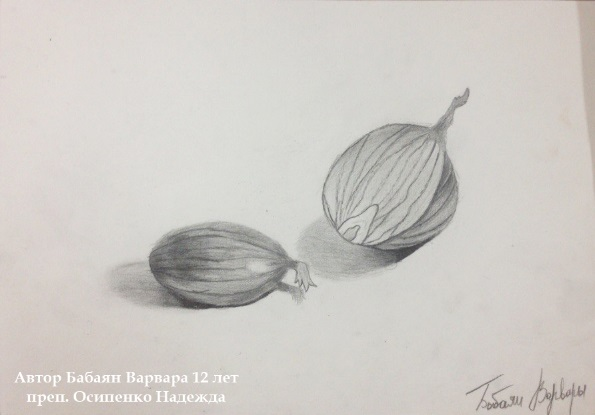 Автор Бабаян Варвара 12 лет
преп. Осипенко Надежда
Бабаян Варвары